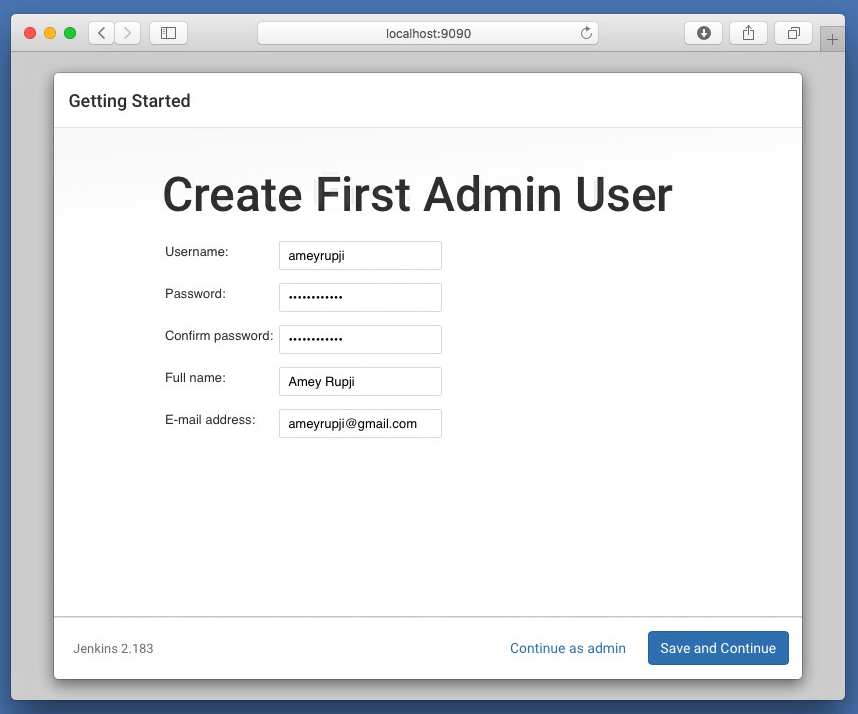 localhost:9090
Getting Started
Create First Admin User
Username: ameyrupji
Password: ••••••••••••
Confirm password: ••••••••••••
Full name: Amey Rupji
E-mail address: ameyrupji@gmail.com
Jenkins 2.183 Continue as admin Save and Continue